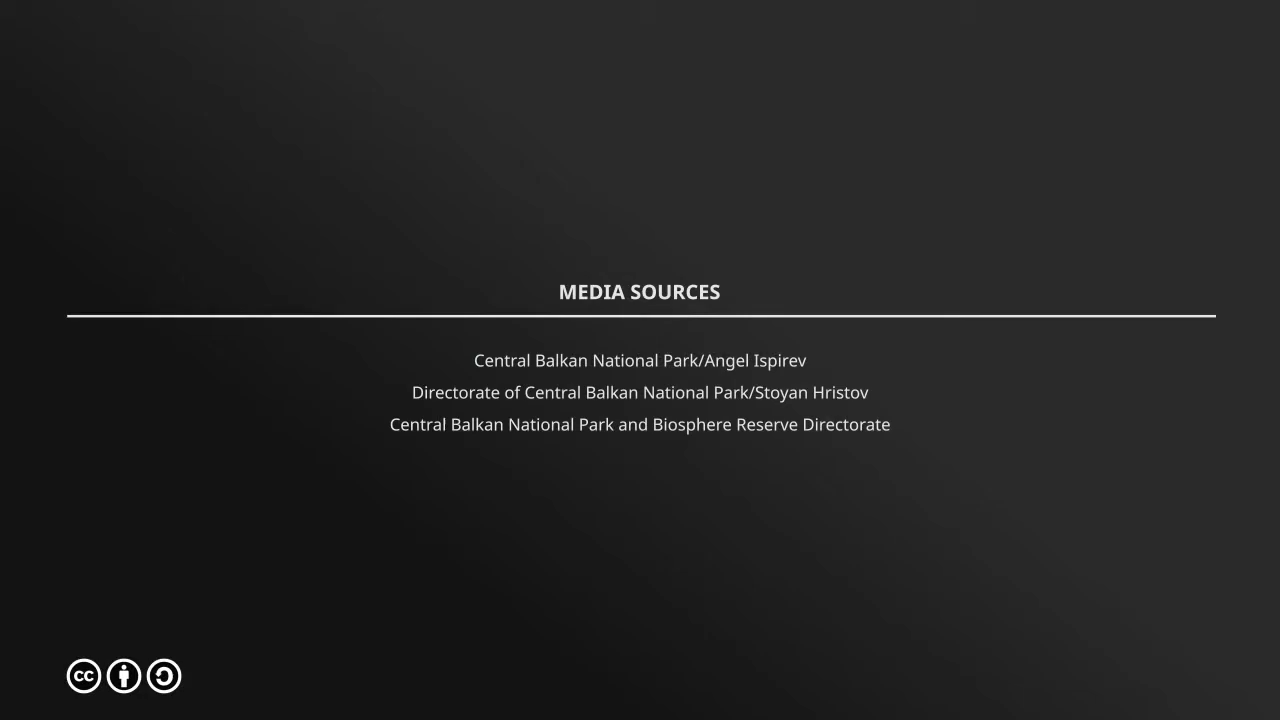 MEDIA SOURCES
Central Balkan National Park/Angel Ispirev
Directorate of Central Balkan National Park/Stoyan Hristov
Central Balkan National Park and Biosphere Reserve Directorate
cc